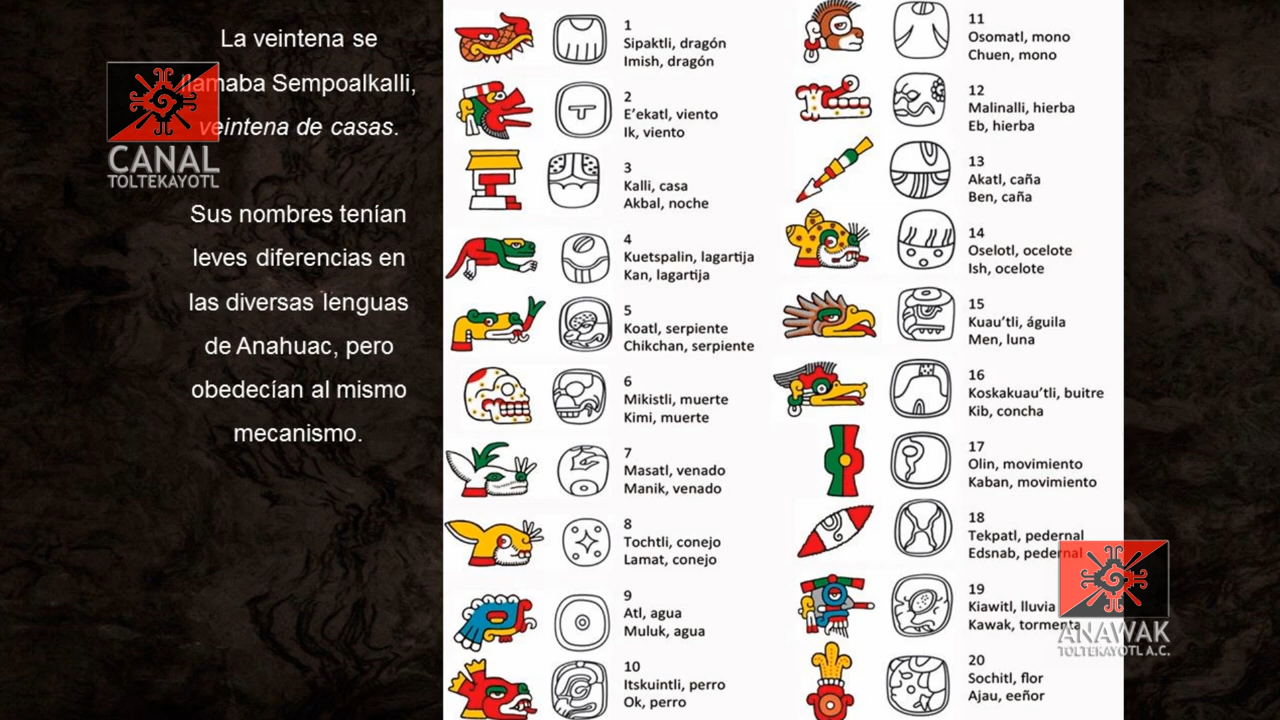 La veintena se
llamaba Sempoalkalli,
veintena de casas.
Sus nombres tenían
leves diferencias en
las diversas lenguas
de Anahuac, pero
obedecían al mismo
mecanismo.
CANAL
TOLTEKAYOTL
1
Sipaktli, dragón
Imish, dragón
2
E’ekatl, viento
Ik, viento
3
Kalli, casa
Akbal, noche
4
Kuetspalin, lagartija
Kan, lagartija
5
Koatl, serpiente
Chikchan, serpiente
6
Mikistli, muerte
Kimi, muerte
7
Masatl, venado
Manik, venado
8
Tochtli, conejo
Lamat, conejo
9
Atl, agua
Muluk, agua
10
Itskuintli, perro
Ok, perro
11
Osomatl, mono
Chuen, mono
12
Malinalli, hierba
Eb, hierba
13
Akatl, caña
Ben, caña
14
Oselotl, ocelote
Ish, ocelote
15
Kuau’tli, águila
Men, luna
16
Koskakuau’tli, buitre
Kib, concha
17
Olin, movimiento
Kaban, movimiento
18
Tekpatl, pedernal
Edsnab, pedernal
19
Kiawitl, lluvia
Kawak, tormenta
20
Sochitl, flor
Ajau, eeñor
ANAWAK
TOLTEKAYOTL A.C.